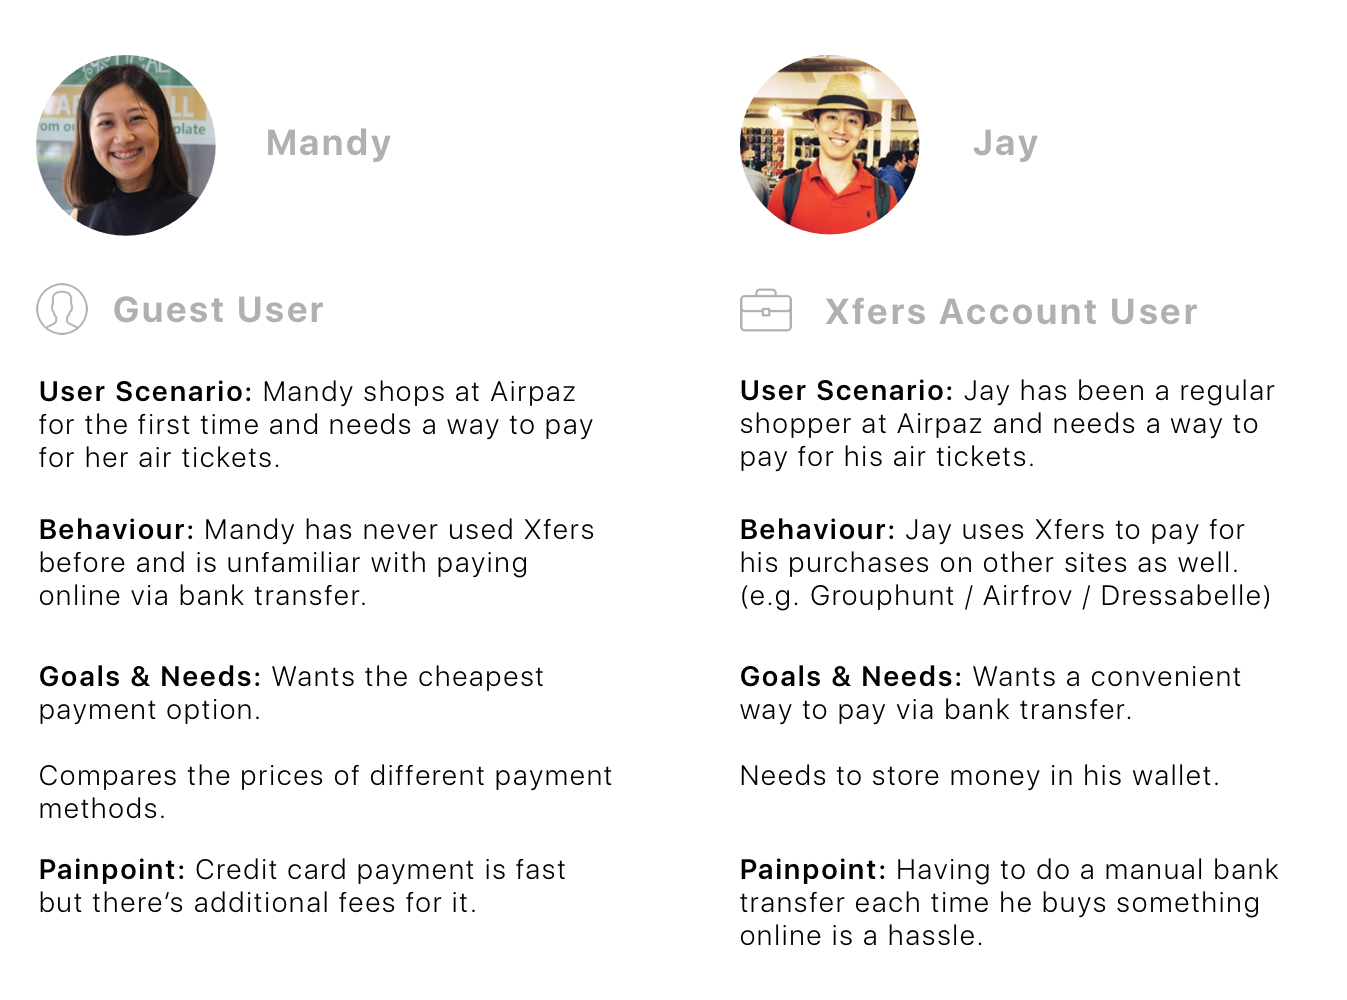 Mandy
Guest User
User Scenario: Mandy shops at Airpaz
for the first time and needs a way to pay
for her air tickets.
Behaviour: Mandy has never used Xfers
before and is unfamiliar with paying
online via bank transfer.
Goals & Needs: Wants the cheapest
payment option.
Compares the prices of different payment
methods.
Painpoint: Credit card payment is fast
but there’s additional fees for it.
Jay
Xfers Account User
User Scenario: Jay has been a regular
shopper at Airpaz and needs a way to
pay for his air tickets.
Behaviour: Jay uses Xfers to pay for
his purchases on other sites as well.
(e.g. Grouphunt / Airfrov / Dressabelle)
Goals & Needs: Wants a convenient
way to pay via bank transfer.
Needs to store money in his wallet.
Painpoint: Having to do a manual bank
transfer each time he buys something
online is a hassle.